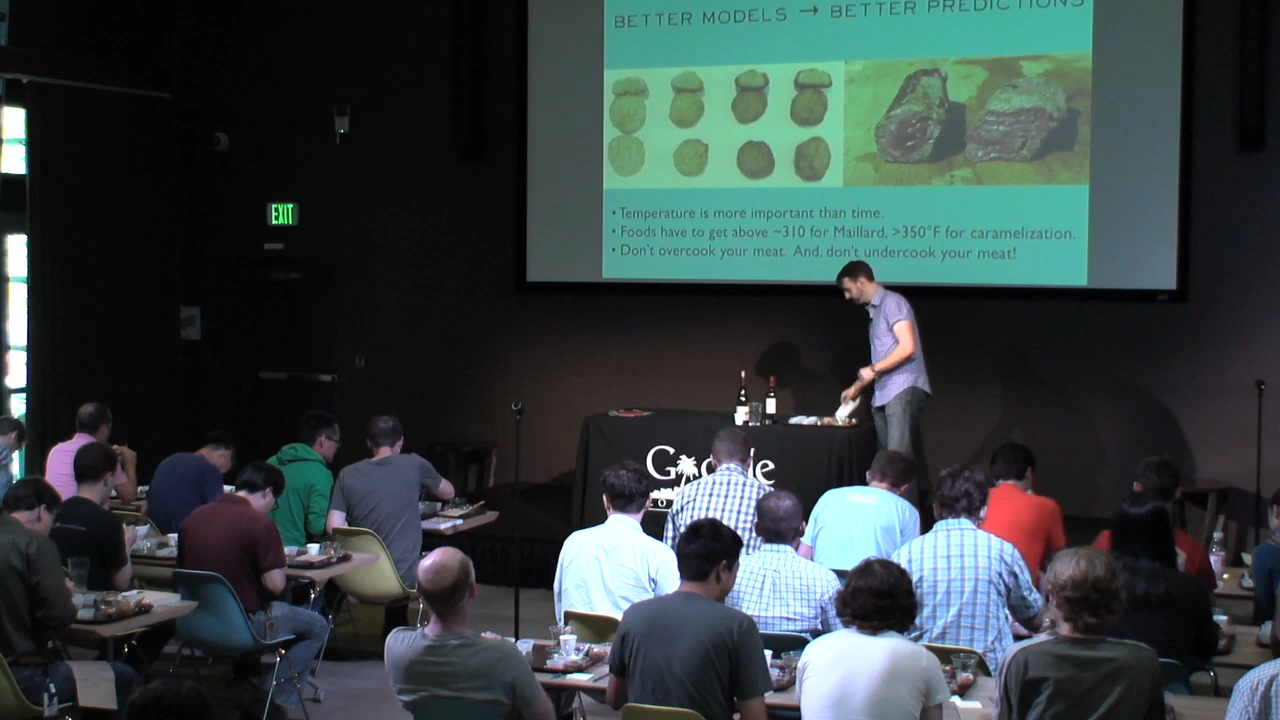 BETTER MODELS → BETTER PREDICTIONS
• Temperature is more important than time.
• Foods have to get above ~310 for Maillard, >350°F for caramelization.
• Don't overcook your meat. And, don't undercook your meat!
EXIT
Google